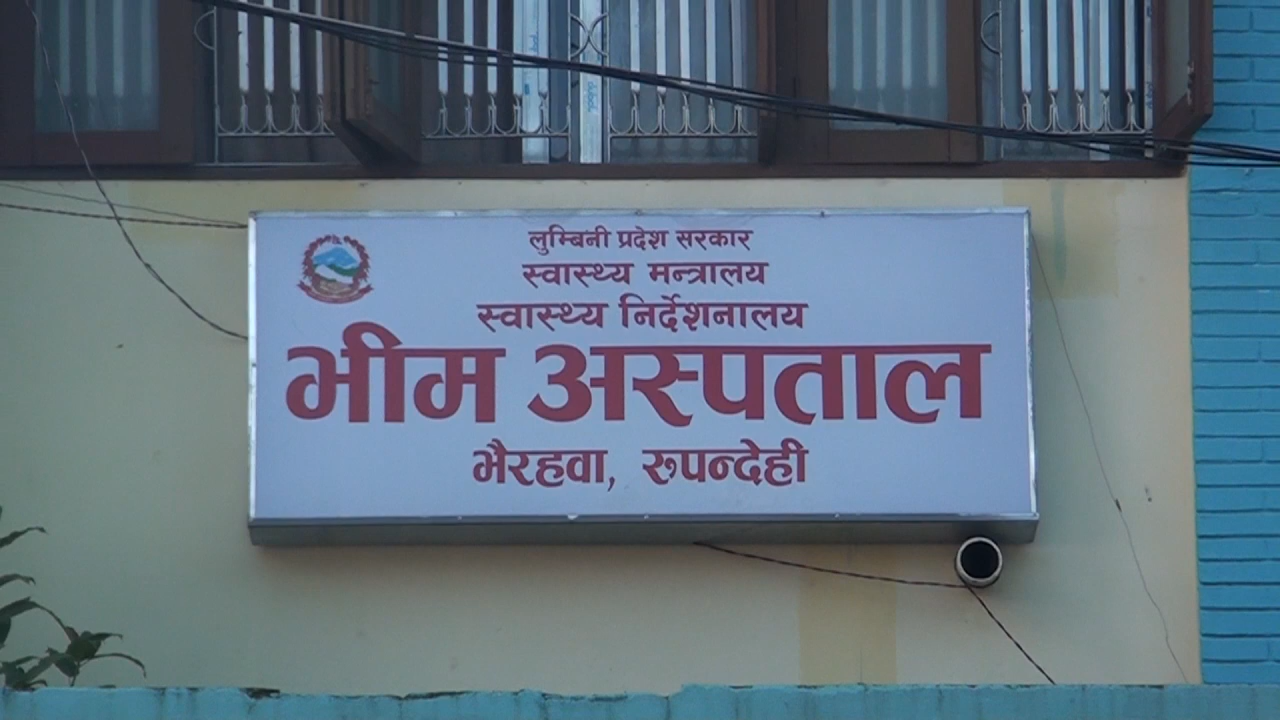 लुम्बिनी प्रदेश सरकार
स्वास्थ्य मन्त्रालय
स्वास्थ्य निर्देशनालय
भीम अस्पताल
भैरहवा, रुपन्देही